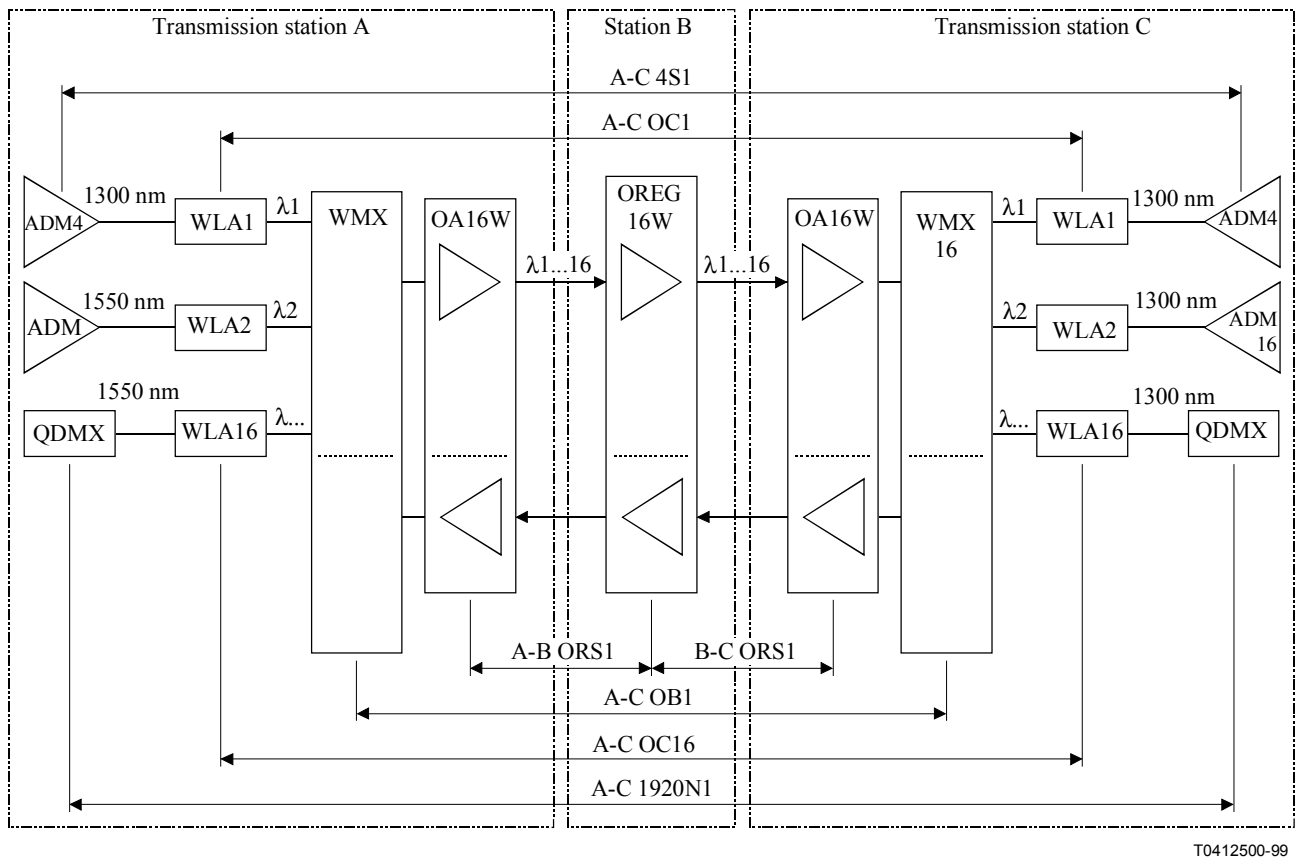 Transmission station A
Station B
Transmission station C
A-C 4S1
A-C OC1
ADM4
1300 nm
WLA1
λ1
WMX
OA16W
λ1...16
OREG
16W
λ1...16
OA16W
WMX
16
λ1
WLA1
1300 nm
ADM4
ADM
1550 nm
WLA2
λ2
λ2
WLA2
1300 nm
ADM
16
QDMX
1550 nm
WLA16
λ...
λ...
WLA16
1300 nm
QDMX
A-B ORS1
B-C ORS1
A-C OB1
A-C OC16
A-C 1920N1
T0412500-99